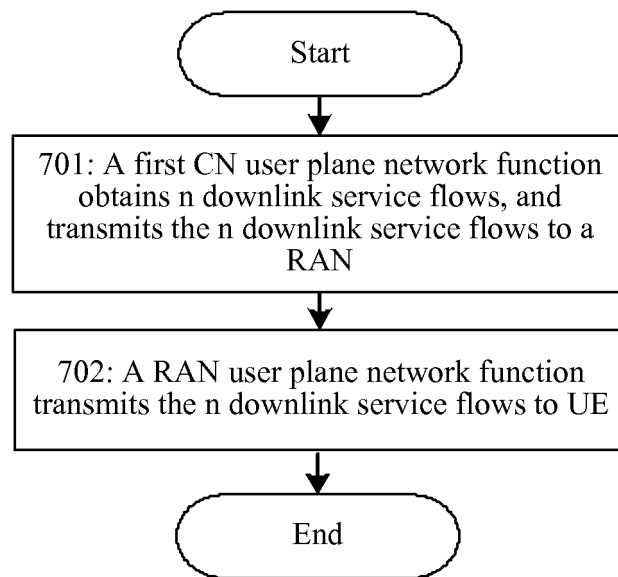 Start
701: A first CN user plane network function
obtains n downlink service flows, and
transmits the n downlink service flows to a
RAN
702: A RAN user plane network function
transmits the n downlink service flows to UE
End